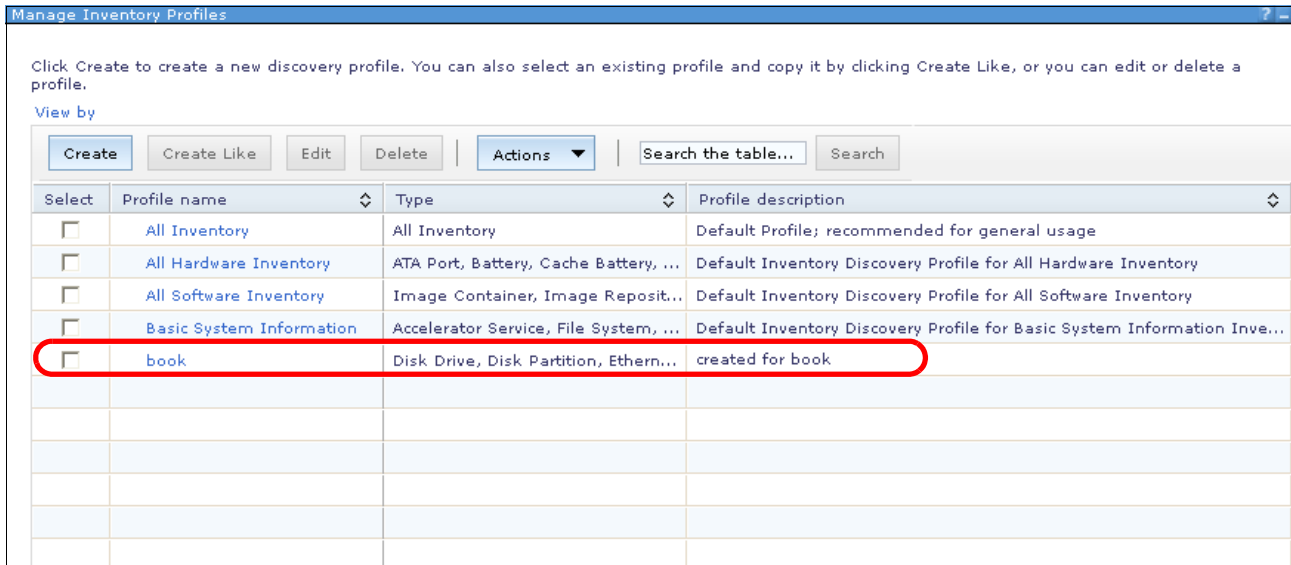 Manage Inventory Profiles ? –
Click Create to create a new discovery profile. You can also select an existing profile and copy it by clicking Create Like, or you can edit or delete a
profile.
View by
Create Create Like Edit Delete Actions Search the table... Search
Select Profile name Type Profile description
All Inventory All Inventory Default Profile; recommended for general usage
All Hardware Inventory ATA Port, Battery, Cache Battery, ... Default Inventory Discovery Profile for All Hardware Inventory
All Software Inventory Image Container, Image Reposit... Default Inventory Discovery Profile for All Software Inventory
Basic System Information Accelerator Service, File System, ... Default Inventory Discovery Profile for Basic System Information Inve...
book Disk Drive, Disk Partition, Ethern... created for book